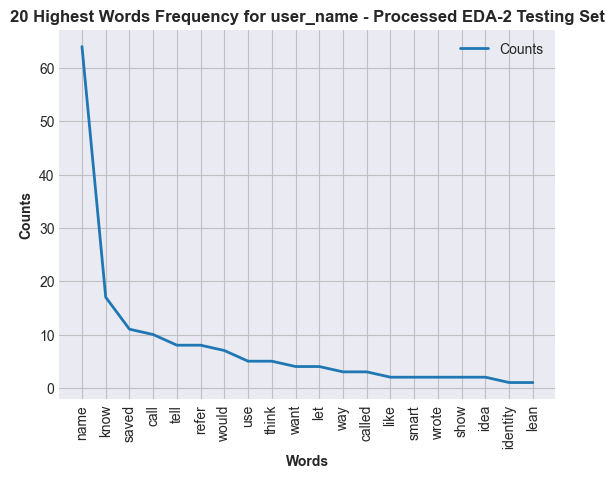 20 Highest Words Frequency for user_name - Processed EDA-2 Testing Set
Counts
60
50
40
30
20
10
0
Counts
name
know
saved
call
tell
refer
would
use
think
want
let
way
called
like
smart
wrote
show
idea
identity
lean
Words